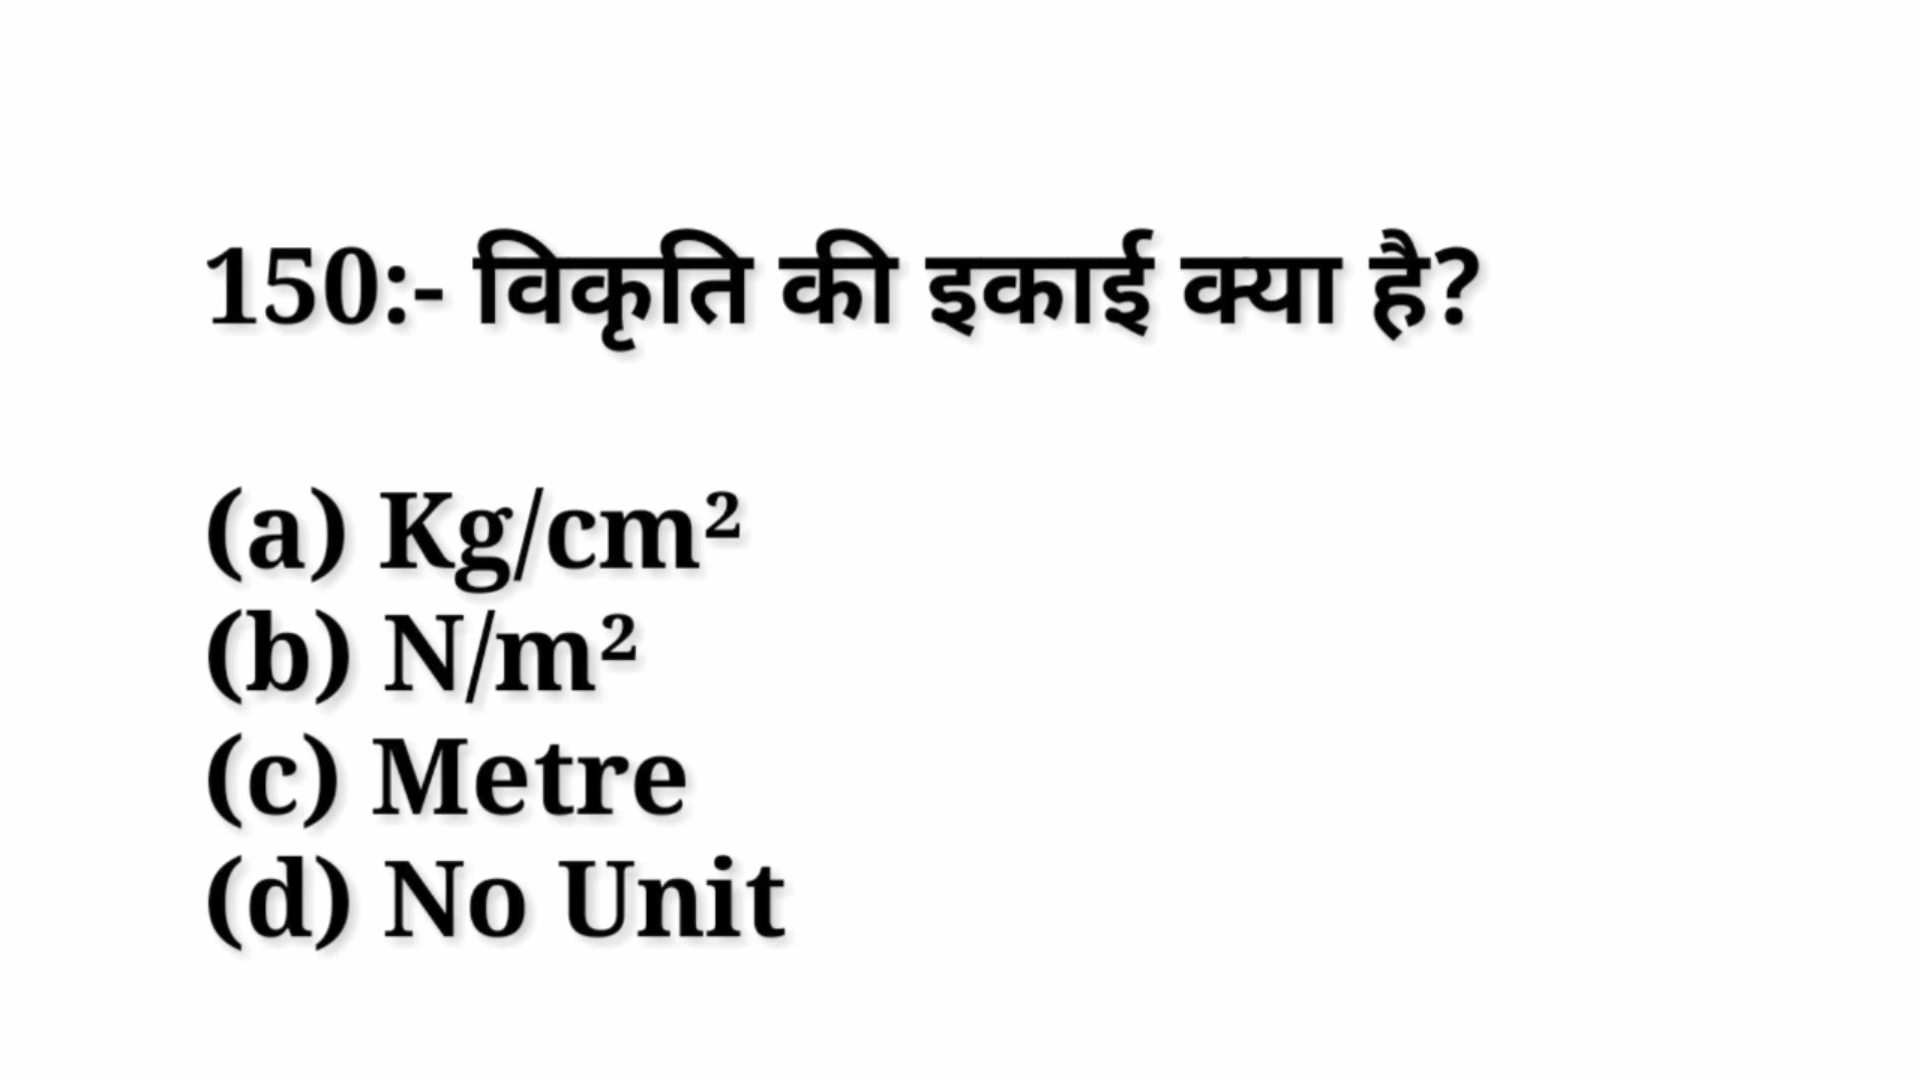 150:- विकृति की इकाई क्या है?
(a) Kg/cm²
(b) N/m²
(c) Metre
(d) No Unit